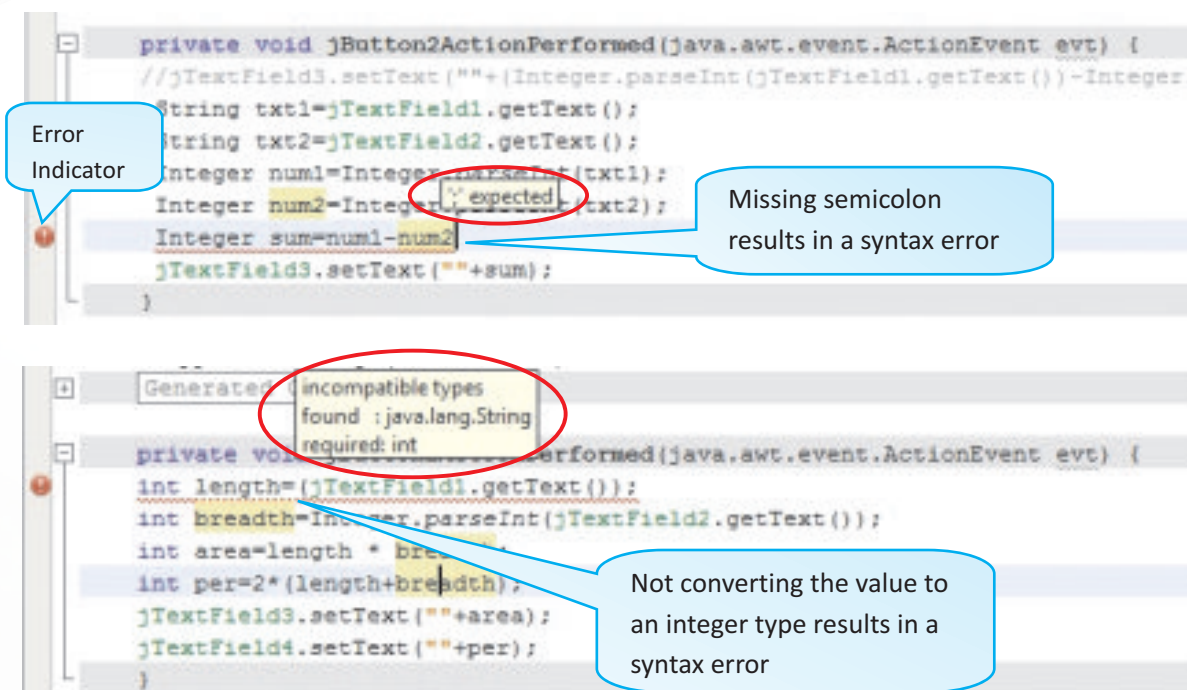 private void jButton2ActionPerformed(java.awt.event.ActionEvent evt) {
//jTextField3.setText(""+(Integer.parseInt(jTextField1.getText())-Integer
String txt1=jTextField1.getText();
Error
Indicator
String txt2=jTextField2.getText();
Integer num1=Integer.parseInt(txt1);
';' expected
Integer num2=Integer.parseInt(txt2);
Missing semicolon
results in a syntax error
Integer sum=num1-num2
jTextField3.setText(""+sum);
}
Generated
incompatible types
found : java.lang.String
required: int
private erformed(java.awt.event.ActionEvent evt) {
int length=(jTextField1.getText());
int breadth=Integer.parseInt(jTextField2.getText());
int area=length * breadth;
int per=2*(length+breadth);
Not converting the value to
an integer type results in a
syntax error
jTextField3.setText(""+area);
jTextField4.setText(""+per);
}